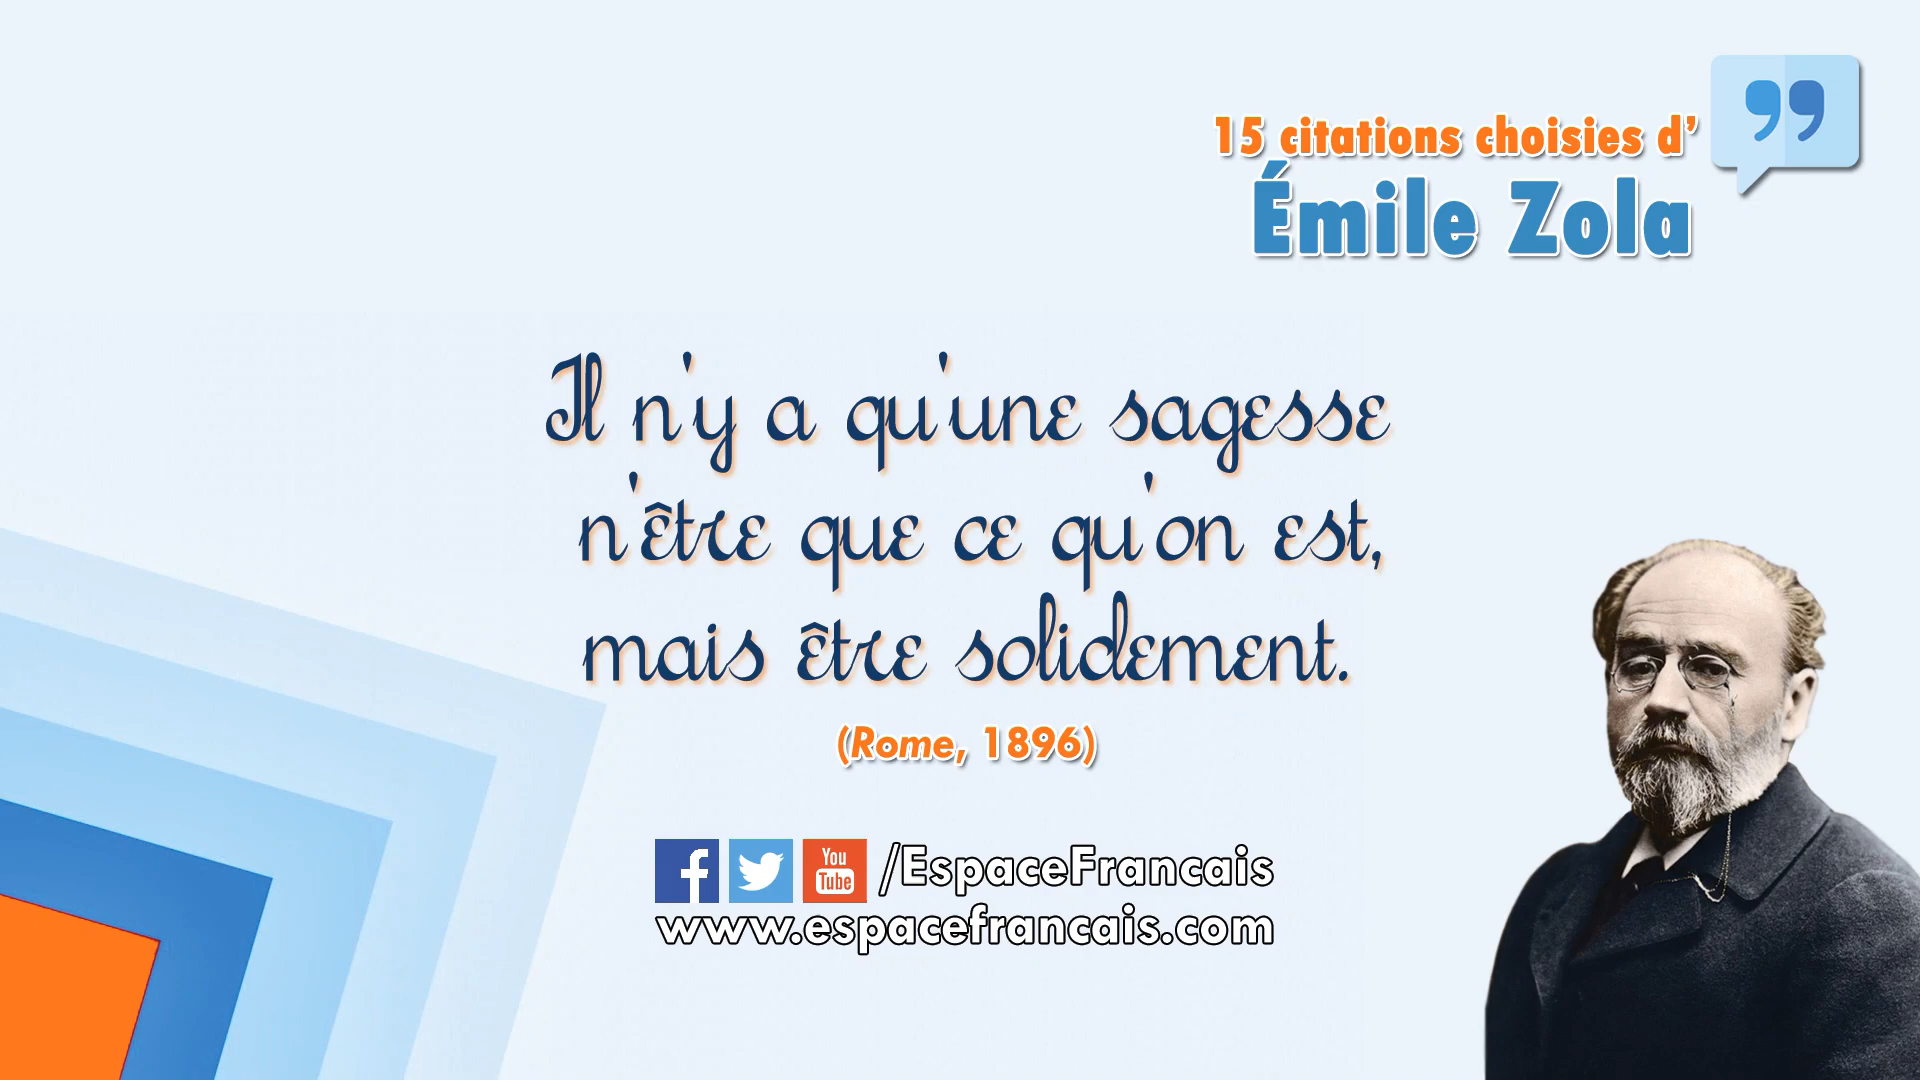 15 citations choisies d’
Émile Zola
Il n'y a qu'une sagesse
n'être que ce qu'on est,
mais être solidement.
(Rome, 1896)
You
Tube
/EspaceFrancais
www.espacefrancais.com